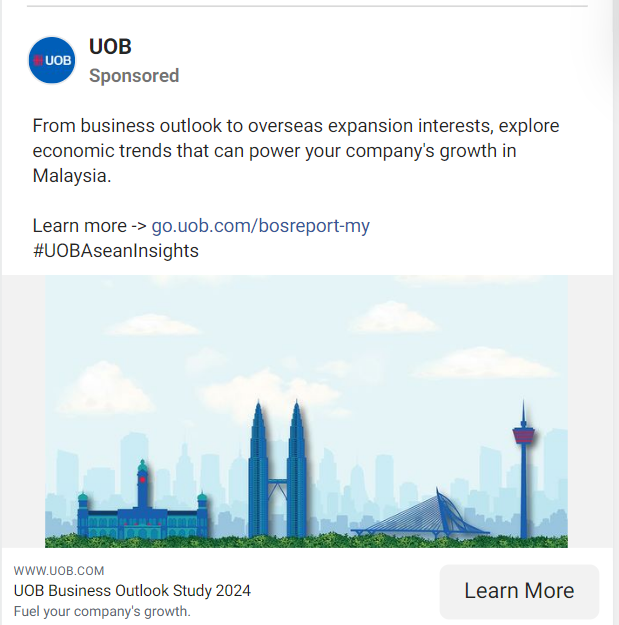 UOB
UOB
Sponsored
From business outlook to overseas expansion interests, explore
economic trends that can power your company's growth in
Malaysia.
Learn more -> go.uob.com/bosreport-my
#UOBAseanInsights
WWW.UOB.COM
UOB Business Outlook Study 2024
Fuel your company's growth.
Learn More